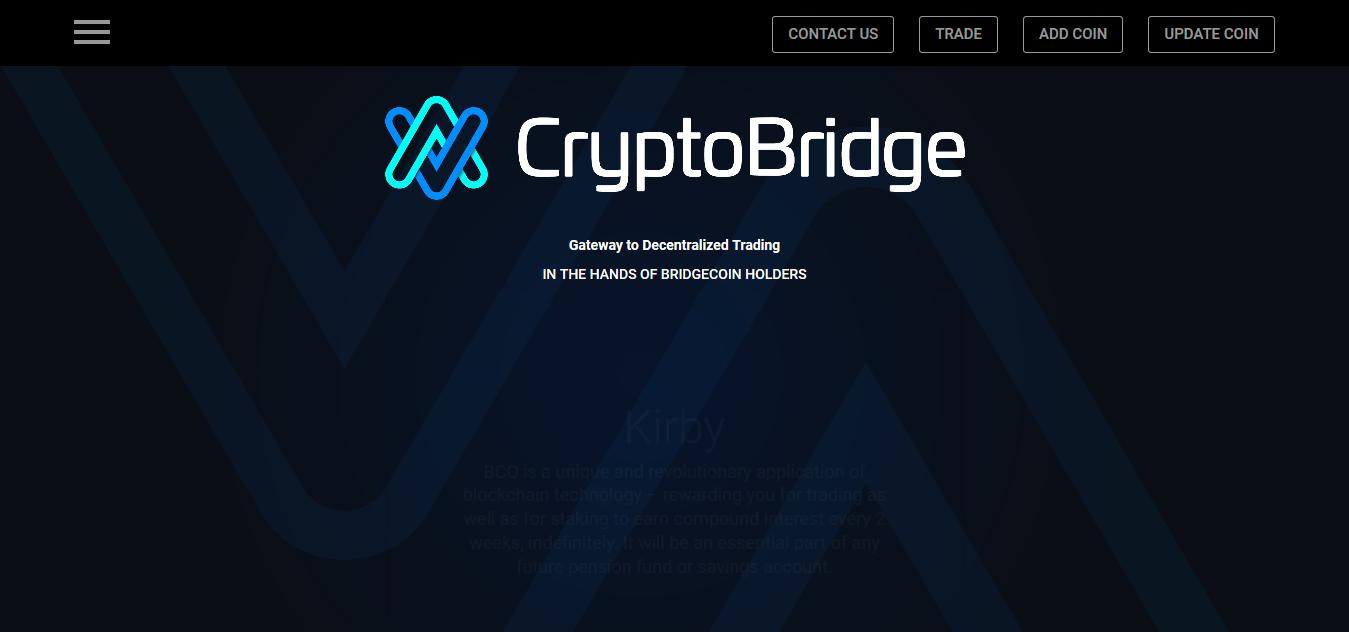 CONTACT US TRADE ADD COIN UPDATE COIN
CryptoBridge
Gateway to Decentralized Trading
IN THE HANDS OF BRIDGECOIN HOLDERS
Kirby
BCO is a unique and revolutionary application of
blockchain technology – rewarding you for trading as
well as for staking to earn compound interest every 2
weeks, indefinitely. It will be an essential part of any
future pension fund or savings account.